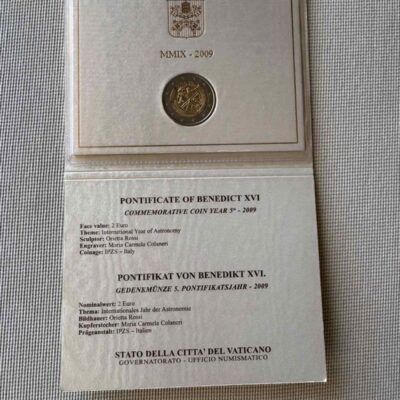 MMIX - 2009
PONTIFICATE OF BENEDICT XVI
COMMEMORATIVE COIN YEAR 5° - 2009
Face value: 2 Euro
Theme: International Year of Astronomy
Sculptor: Orietta Rossi
Engraver: Maria Carmela Colaneri
Coinage: IPZS – Italy
PONTIFIKAT VON BENEDIKT XVI.
GEDENKMÜNZE 5. PONTIFIKATSJAHR - 2009
Nominalwert: 2 Euro
Thema: Internationales Jahr der Astronomie
Bildhauer: Orietta Rossi
Kupferstecher: Maria Carmela Colaneri
Prägeanstalt: IPZS – Italien
STATO DELLA CITTA' DEL VATICANO
GOVERNATORATO - UFFICIO NUMISMATICO